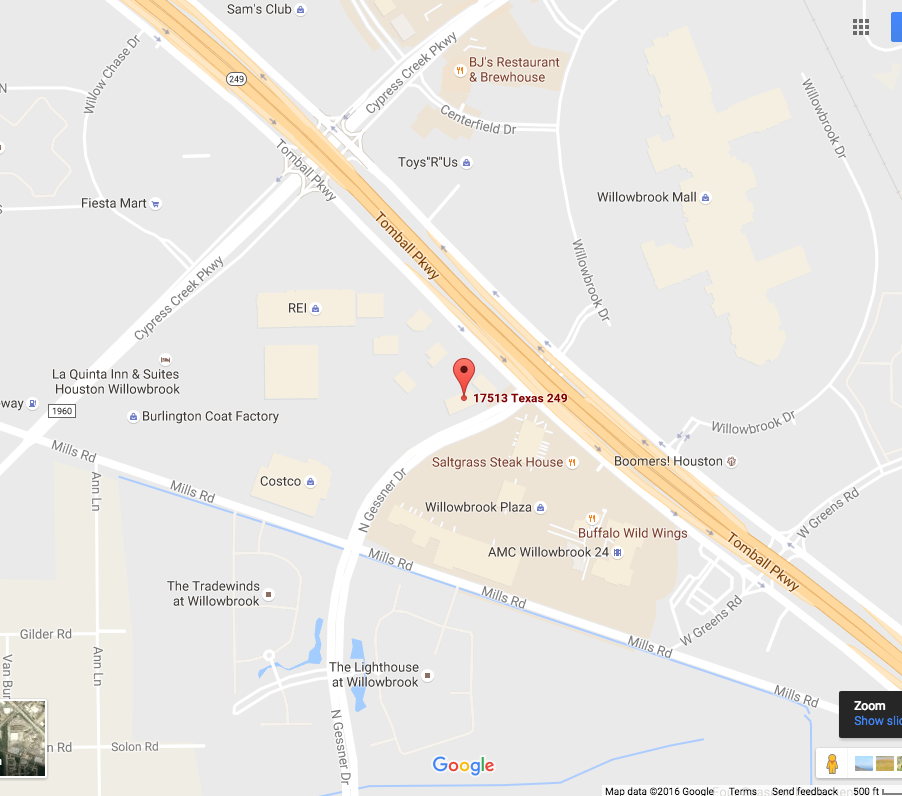 Sam's Club
Willow Chase Dr
249
Cypress Creek Pkwy
BJ's Restaurant
& Brewhouse
Centerfield Dr
Willowbrook Dr
N
Tomball Pkwy
Toys"R"Us
Fiesta Mart
Willowbrook Mall
Tomball Pkwy
Willowbrook Dr
Cypress Creek Pkwy
REI
La Quinta Inn & Suites
Houston Willowbrook
17513 Texas 249
way
1960
Burlington Coat Factory
Willowbrook Dr
Mills Rd
Saltgrass Steak House
Boomers! Houston
Ann Ln
Mills Rd
Costco
N Gessner Dr
Willowbrook Plaza
W Greens Rd
Buffalo Wild Wings
AMC Willowbrook 24
Mills Rd
Tomball Pkwy
The Tradewinds
at Willowbrook
Mills Rd
W Greens Rd
Gilder Rd
Mills Rd
Ann Ln
Van Bur
The Lighthouse
at Willowbrook
Mills Rd
Zoom
Show slid
N Gessner Dr
n Rd
Solon Rd
Google
Map data ©2016 Google
Terms
Send feedback
500 ft